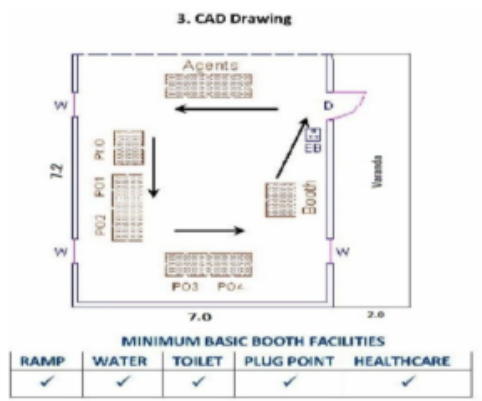 3. CAD Drawing
Agents
W
D
EB
7.2
PO1
PO2
Booth
Varanda
W
W
PO3 PO4
7.0
2.0
MINIMUM BASIC BOOTH FACILITIES
RAMP WATER TOILET PLUG POINT HEALTHCARE
✓ ✓ ✓ ✓ ✓